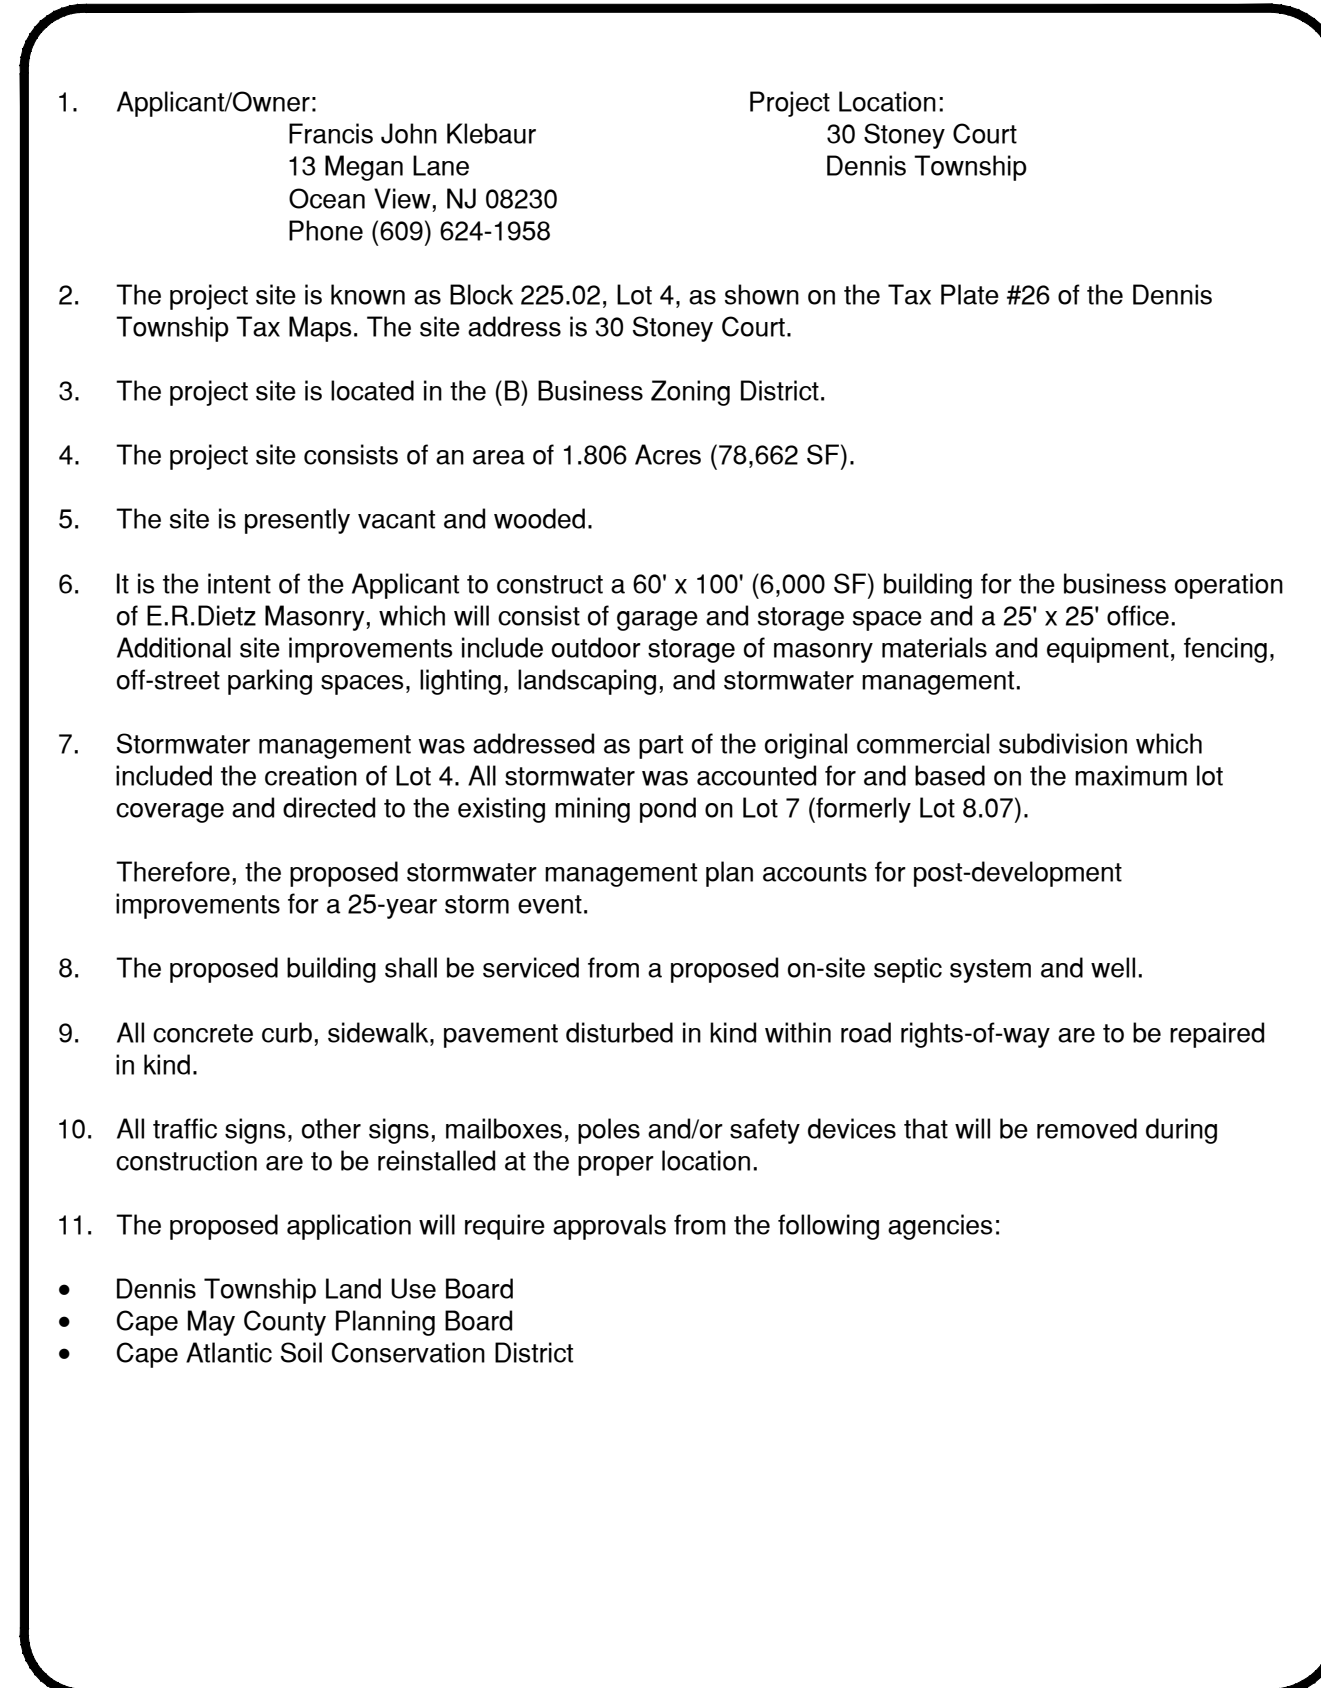 1. Applicant/Owner: Project Location:
Francis John Klebaur 30 Stoney Court
13 Megan Lane Dennis Township
Ocean View, NJ 08230
Phone (609) 624-1958
2. The project site is known as Block 225.02, Lot 4, as shown on the Tax Plate #26 of the Dennis
Township Tax Maps. The site address is 30 Stoney Court.
3. The project site is located in the (B) Business Zoning District.
4. The project site consists of an area of 1.806 Acres (78,662 SF).
5. The site is presently vacant and wooded.
6. It is the intent of the Applicant to construct a 60' x 100' (6,000 SF) building for the business operation
of E.R.Dietz Masonry, which will consist of garage and storage space and a 25' x 25' office.
Additional site improvements include outdoor storage of masonry materials and equipment, fencing,
off-street parking spaces, lighting, landscaping, and stormwater management.
7. Stormwater management was addressed as part of the original commercial subdivision which
included the creation of Lot 4. All stormwater was accounted for and based on the maximum lot
coverage and directed to the existing mining pond on Lot 7 (formerly Lot 8.07).
Therefore, the proposed stormwater management plan accounts for post-development
improvements for a 25-year storm event.
8. The proposed building shall be serviced from a proposed on-site septic system and well.
9. All concrete curb, sidewalk, pavement disturbed in kind within road rights-of-way are to be repaired
in kind.
10. All traffic signs, other signs, mailboxes, poles and/or safety devices that will be removed during
construction are to be reinstalled at the proper location.
11. The proposed application will require approvals from the following agencies:
• Dennis Township Land Use Board
• Cape May County Planning Board
• Cape Atlantic Soil Conservation District